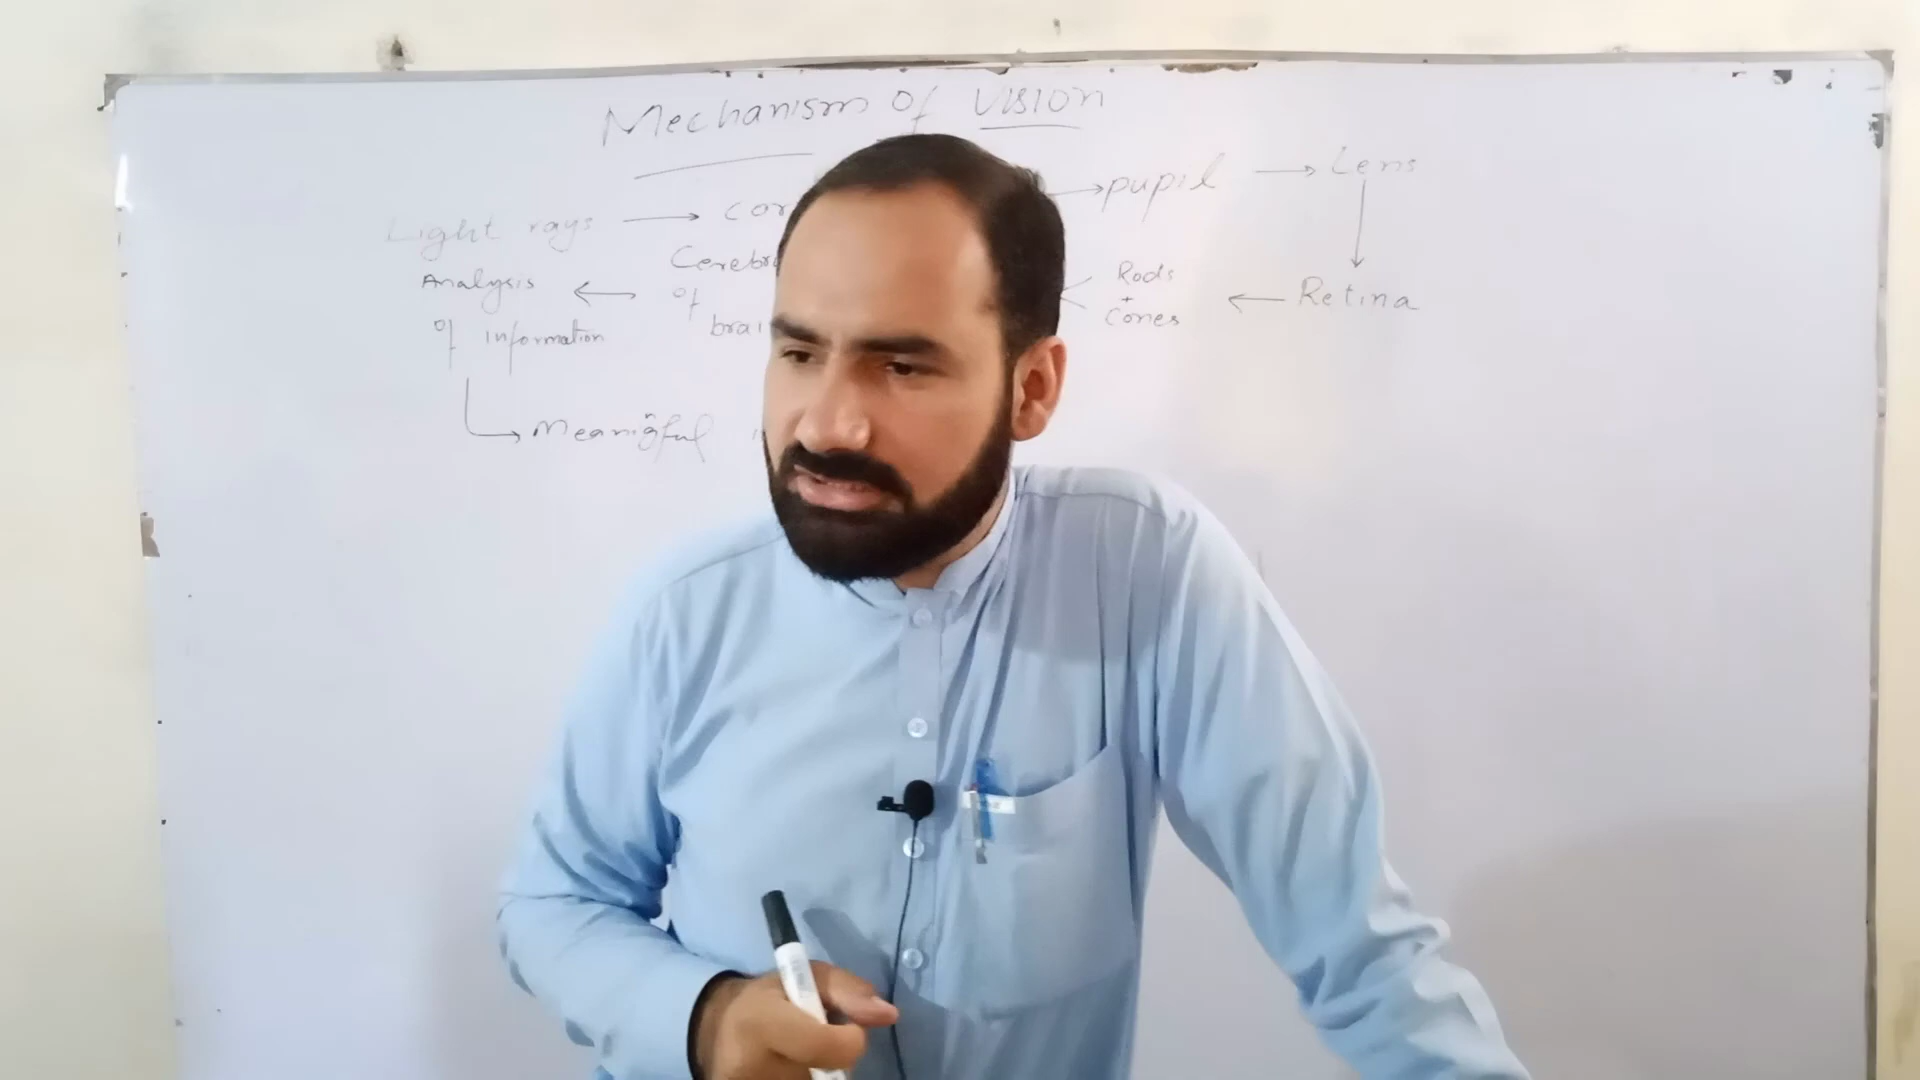 Mechanism of Vision
Light rays → cor → pupil → Lens
Cerebr
Analysis ← of Rods + Cones ← Retina
of information brai
Meaningful